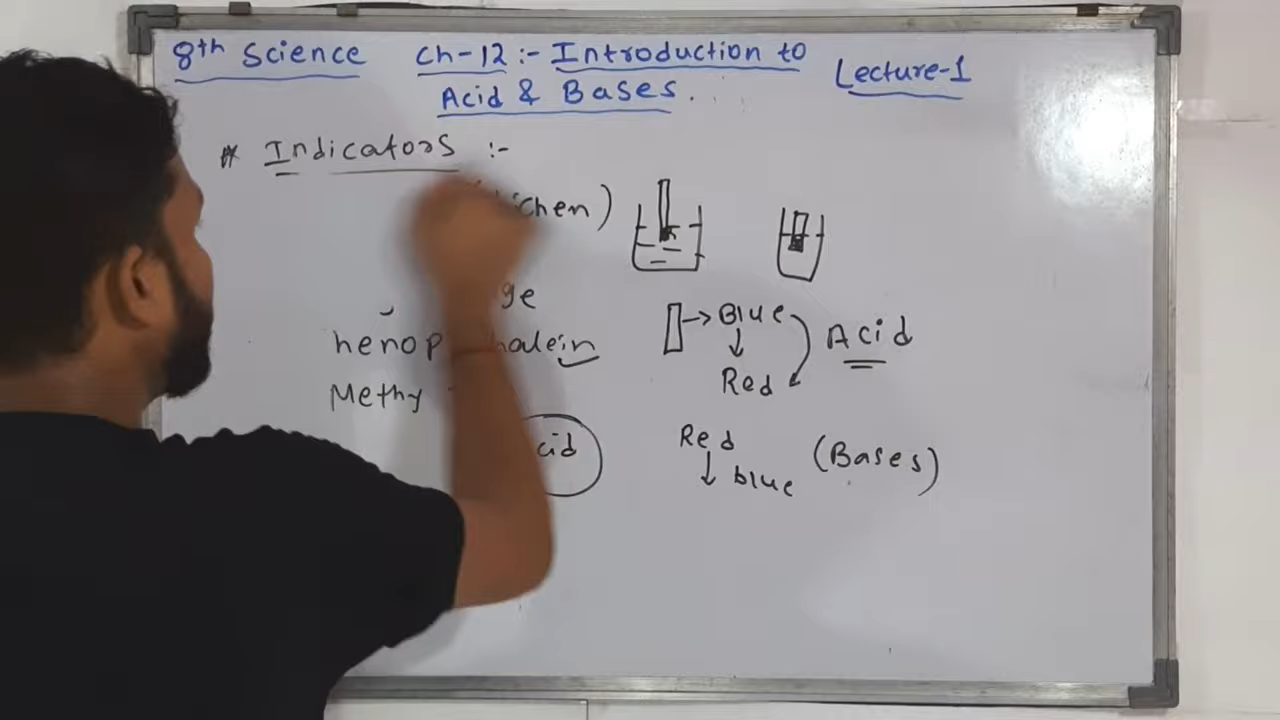 8th Science Ch-12:- Introduction to
Acid & Bases.
Lecture-1
* Indicators :-
chen)
ge
henop halein
Methy
cid
Blue
Red
Acid
Red
blue
(Bases)